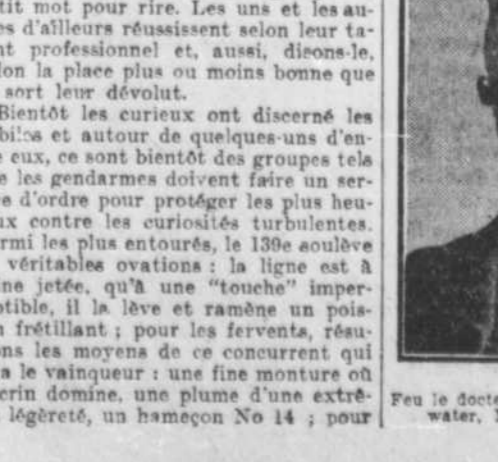 tit mot pour rire. Les uns et les au-
es d'ailleurs réussissent selon leur ta-
nt professionnel et, aussi, disons-le,
lon la place plus ou moins bonne que
sort leur dévolut.
Bientôt les curieux ont discerné les
biles et autour de quelques-uns d'en-
e eux, ce sont bientôt des groupes tels
e les gendarmes doivent faire un ser-
e d'ordre pour protéger les plus heu-
ux contre les curiosités turbulentes.
rmi les plus entourés, le 139e soulève
véritables ovations : la ligne est à
ine jetée, qu'à une "touche" imper-
ptible, il la lève et ramène un pois-
n frétillant ; pour les fervents, résu-
ons les moyens de ce concurrent qui
a le vainqueur : une fine monture où
crin domine, une plume d'une extrê-
légèreté, un hameçon No 14 ; pour
Feu le docte
water,